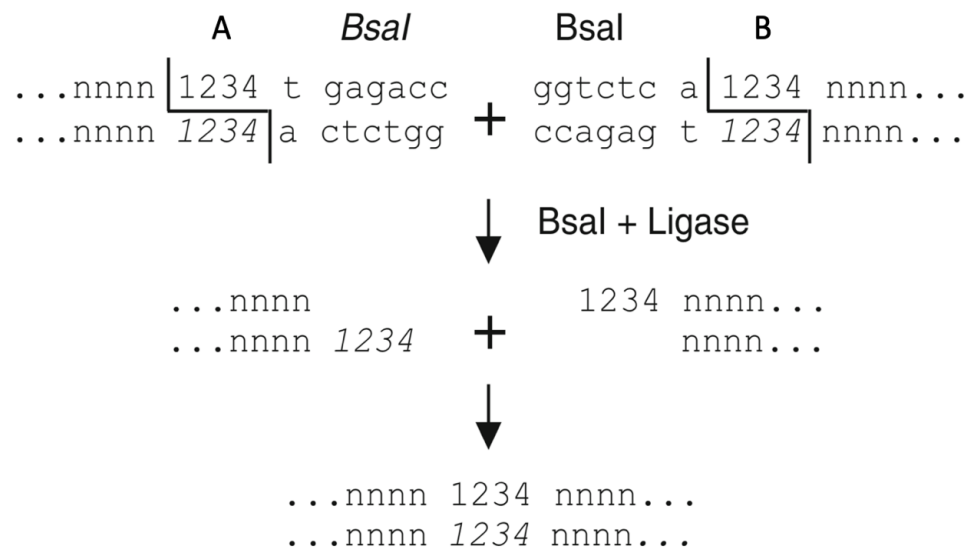 A BsaI BsaI B
...nnnn 1234 t gagacc ggtctc a 1234 nnnn...
...nnnn 1234 a ctctgg + ccagag t 1234 nnnn...
BsaI + Ligase
...nnnn 1234 nnnn...
...nnnn 1234 + nnnn...
...nnnn 1234 nnnn...
...nnnn 1234 nnnn...